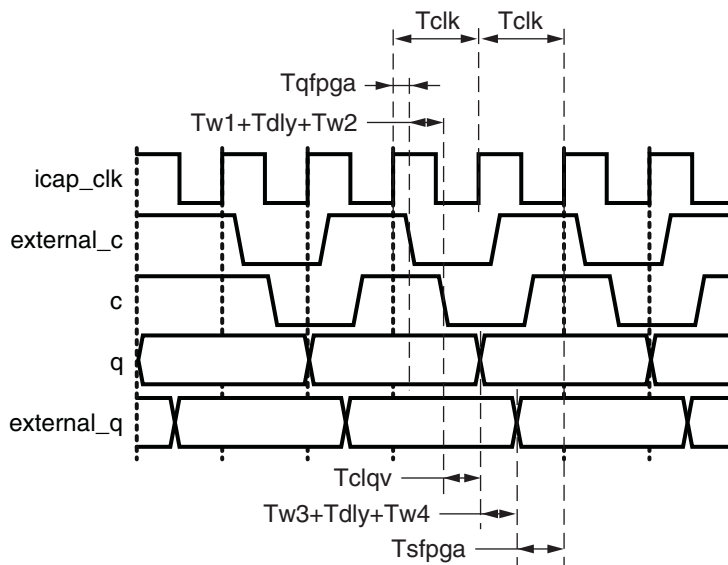 Tclk Tclk
Tqfpga
Tw1+Tdly+Tw2
icap_clk
external_c
c
q
external_q
Tclqv
Tw3+Tdly+Tw4
Tsfpga